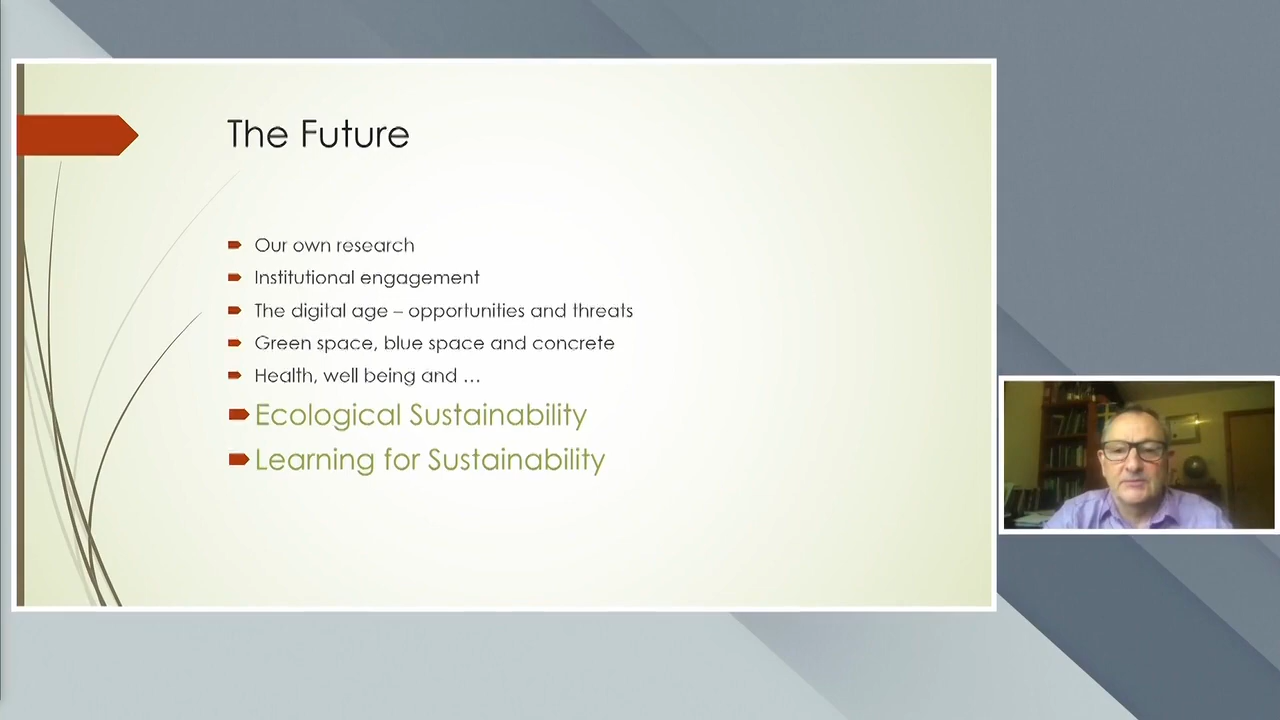 The Future
Our own research
Institutional engagement
The digital age – opportunities and threats
Green space, blue space and concrete
Health, well being and …
Ecological Sustainability
Learning for Sustainability